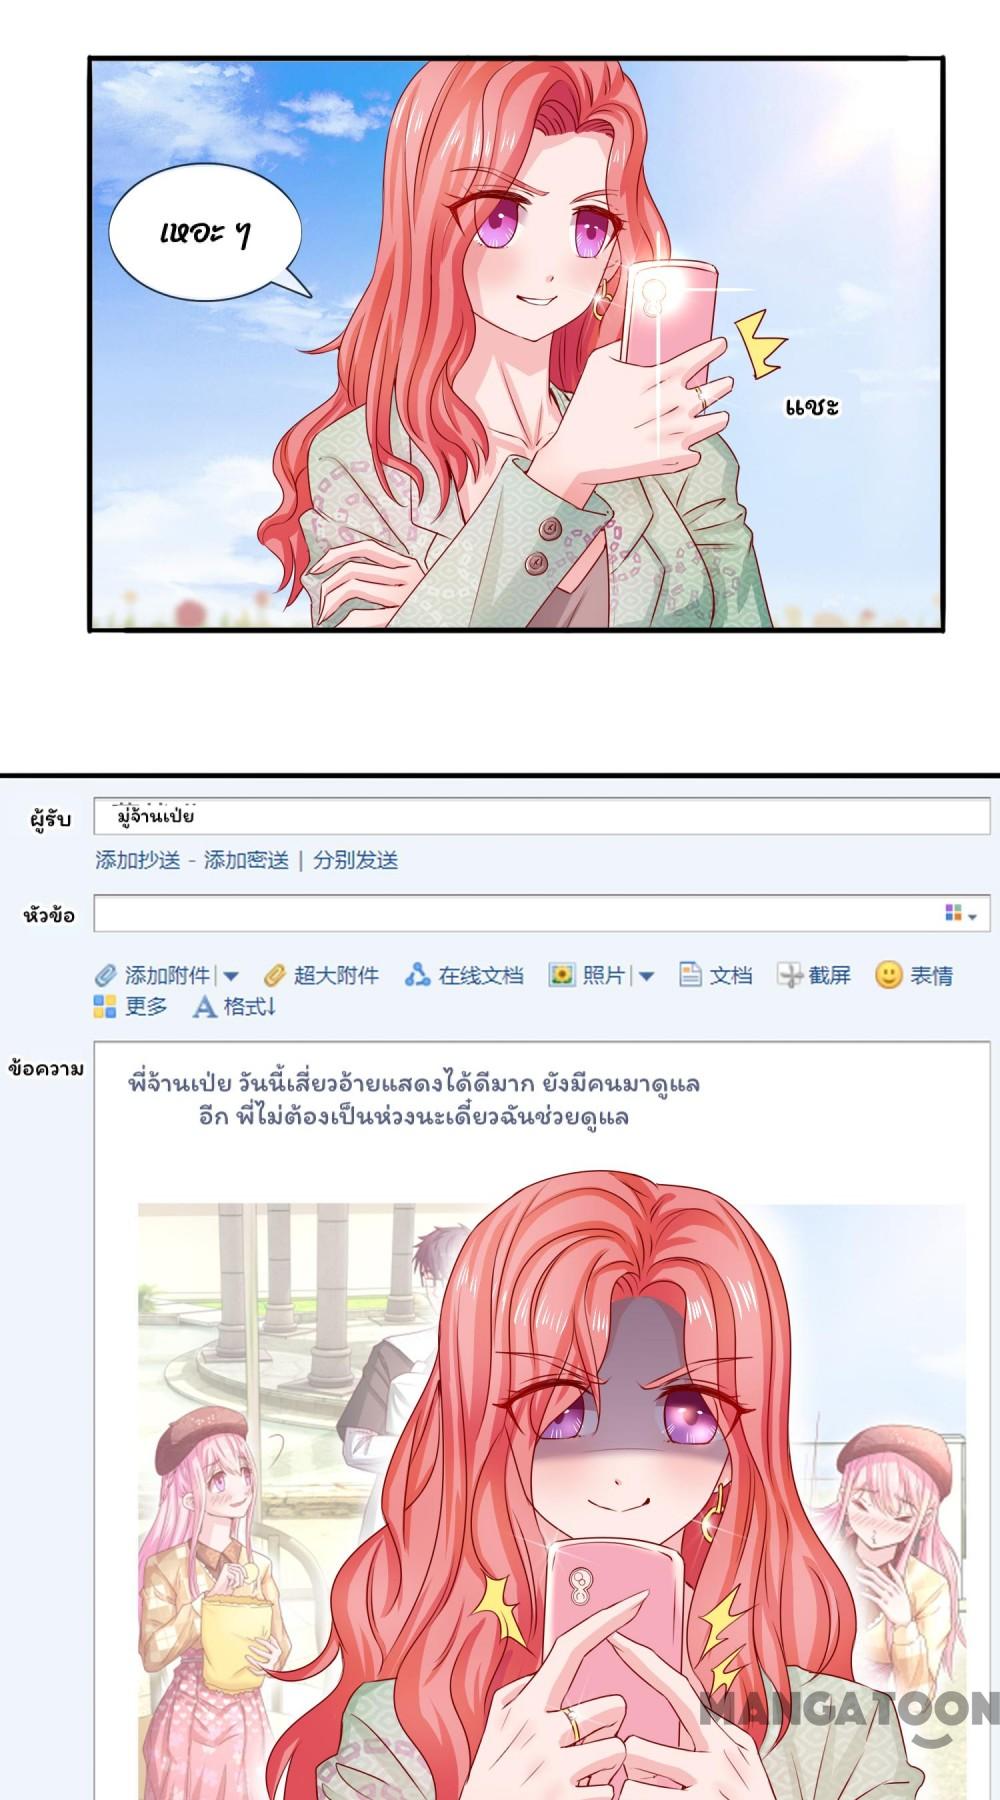 เหอะ ๆ
แชะ
ผู้รับ มู่จ้านเป่ย
添加抄送 - 添加密送 | 分别发送
หัวข้อ
添加附件 | 超大附件 在线文档 照片 | 文档 截屏 表情
更多 格式↓
ข้อความ
พี่จ้านเป่ย วันนี้เสี่ยวอ้ายแสดงได้ดีมาก ยังมีคนมาดูแล
อีก พี่ไม่ต้องเป็นห่วงนะเดี๋ยวฉันช่วยดูแล
MANGATOON